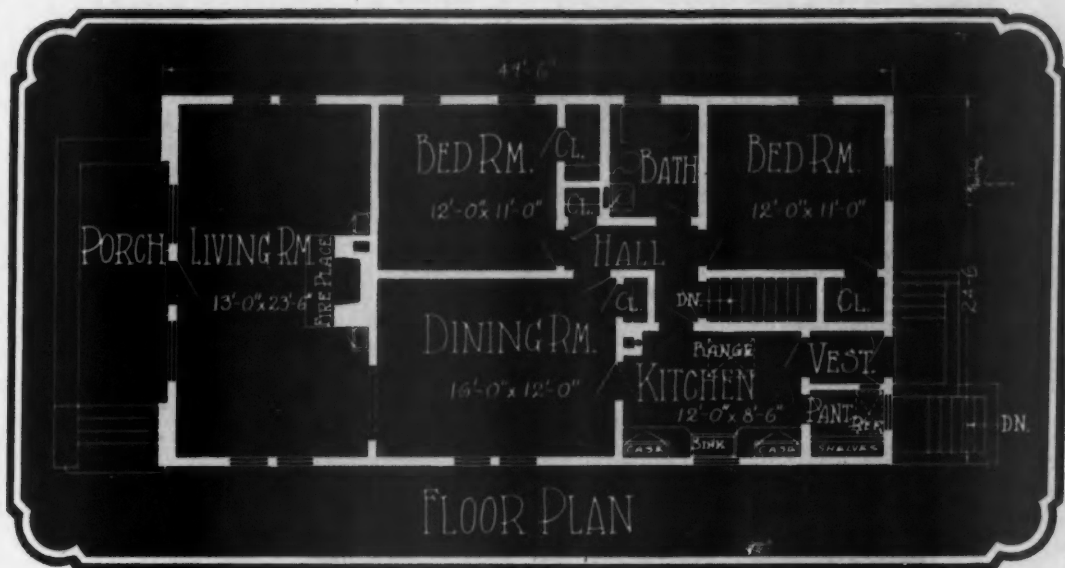 BED RM.
12'-0" x 11'-0"
CL.
CL.
BATH
BED RM.
12'-0" x 11'-0"
HALL
PORCH
LIVING RM.
13'-0" x 23'-6"
FIRE PLACE
DN.
CL.
CL.
24'-6"
DINING RM.
16'-0" x 12'-0"
RANGE
KITCHEN
12'-0" x 8'-6"
VEST.
PANT.
REF.
DN.
CASE
SINK
CASE
SHELVES
FLOOR PLAN